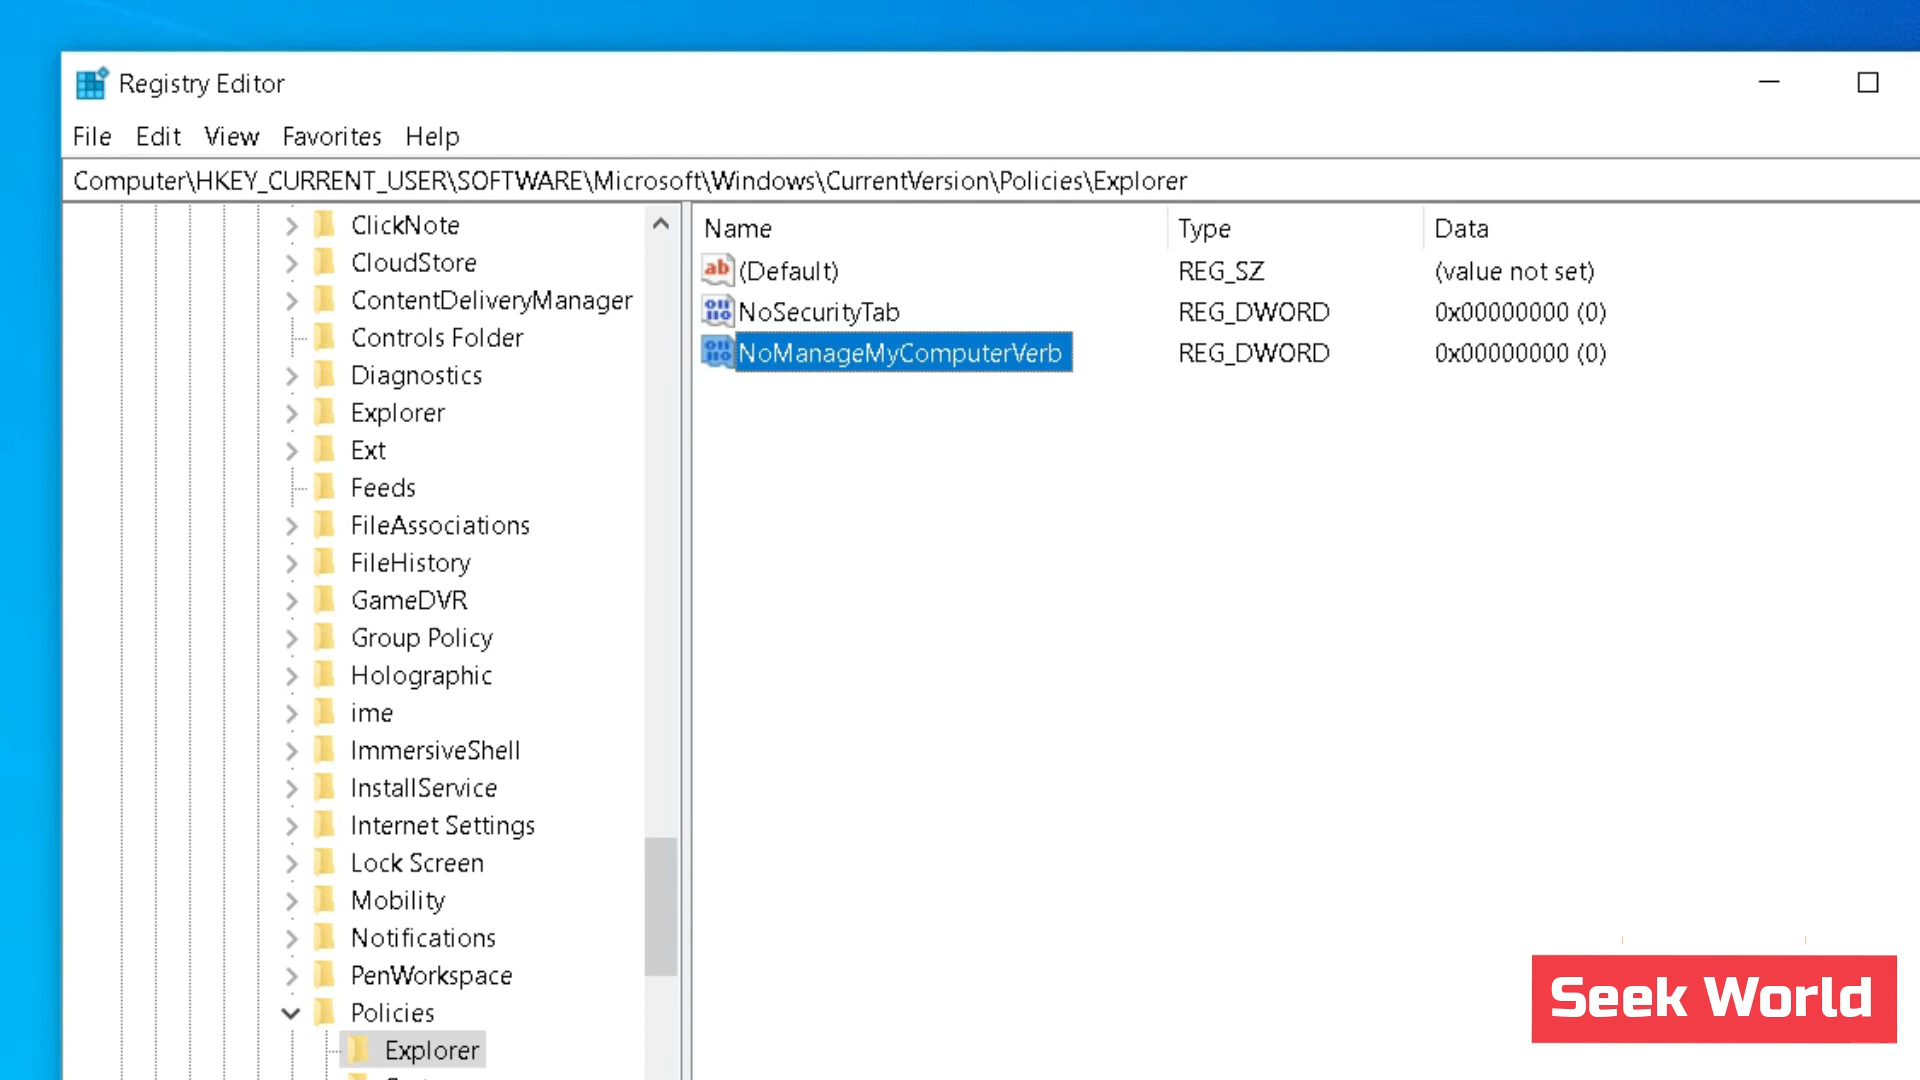 Registry Editor
File Edit View Favorites Help
Computer\HKEY_CURRENT_USER\SOFTWARE\Microsoft\Windows\CurrentVersion\Policies\Explorer
ClickNote
CloudStore
ContentDeliveryManager
Controls Folder
Diagnostics
Explorer
Ext
Feeds
FileAssociations
FileHistory
GameDVR
Group Policy
Holographic
ime
ImmersiveShell
InstallService
Internet Settings
Lock Screen
Mobility
Notifications
PenWorkspace
Policies
Explorer
Name Type Data
(Default) REG_SZ (value not set)
NoSecurityTab REG_DWORD 0x00000000 (0)
NoManageMyComputerVerb REG_DWORD 0x00000000 (0)
Seek World